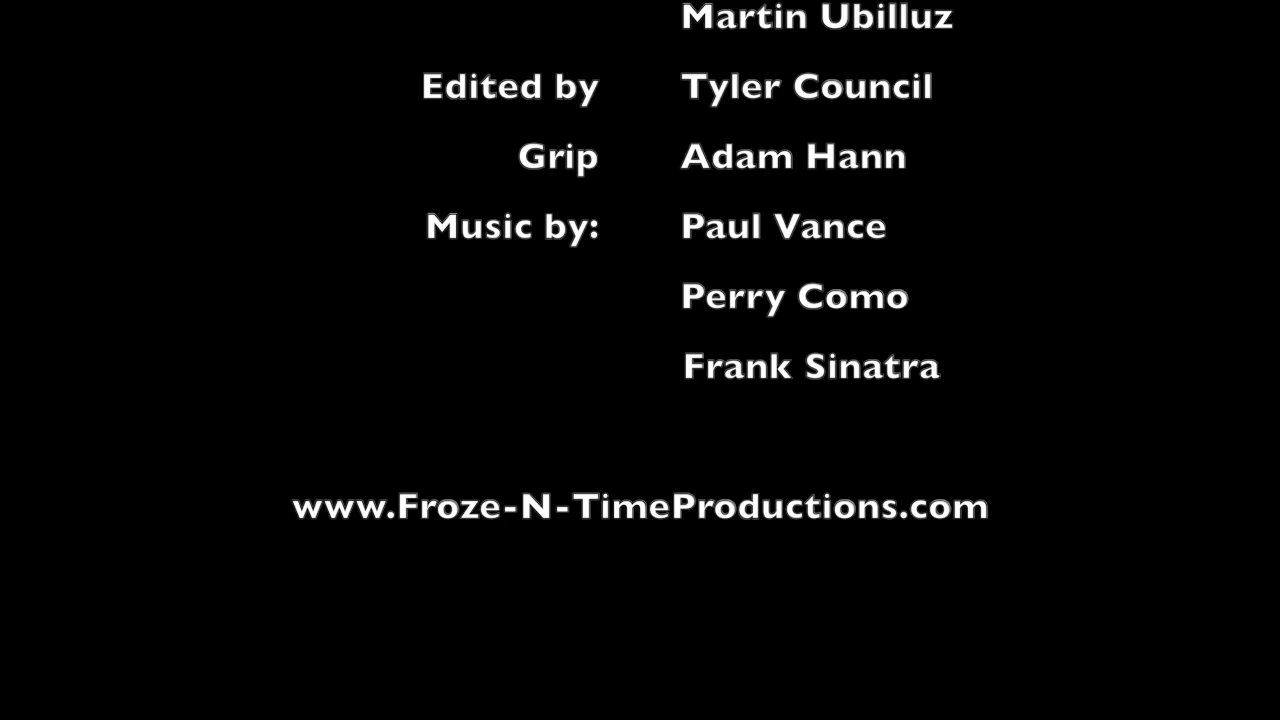 Martin Ubilluz
Edited by Tyler Council
Grip Adam Hann
Music by: Paul Vance
Perry Como
Frank Sinatra
www.Froze-N-TimeProductions.com